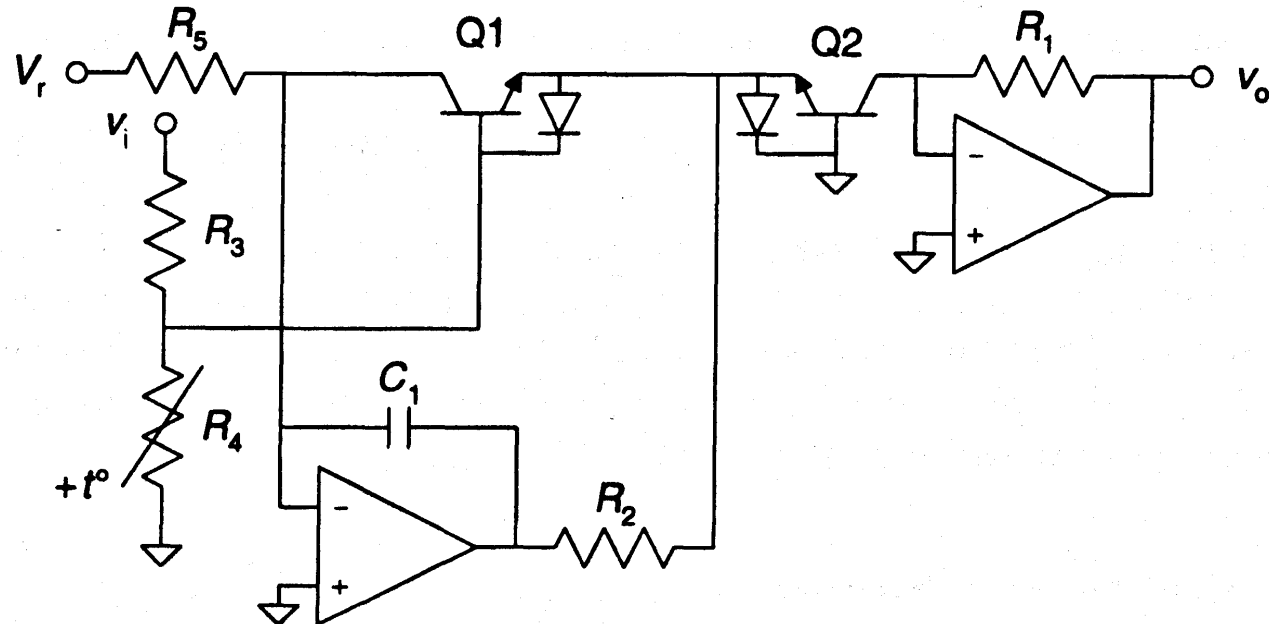 R₅
Q1
Q2
R₁
Vᵣ
vₒ
vᵢ
−
+
R₃
C₁
R₄
+t°
−
+
R₂